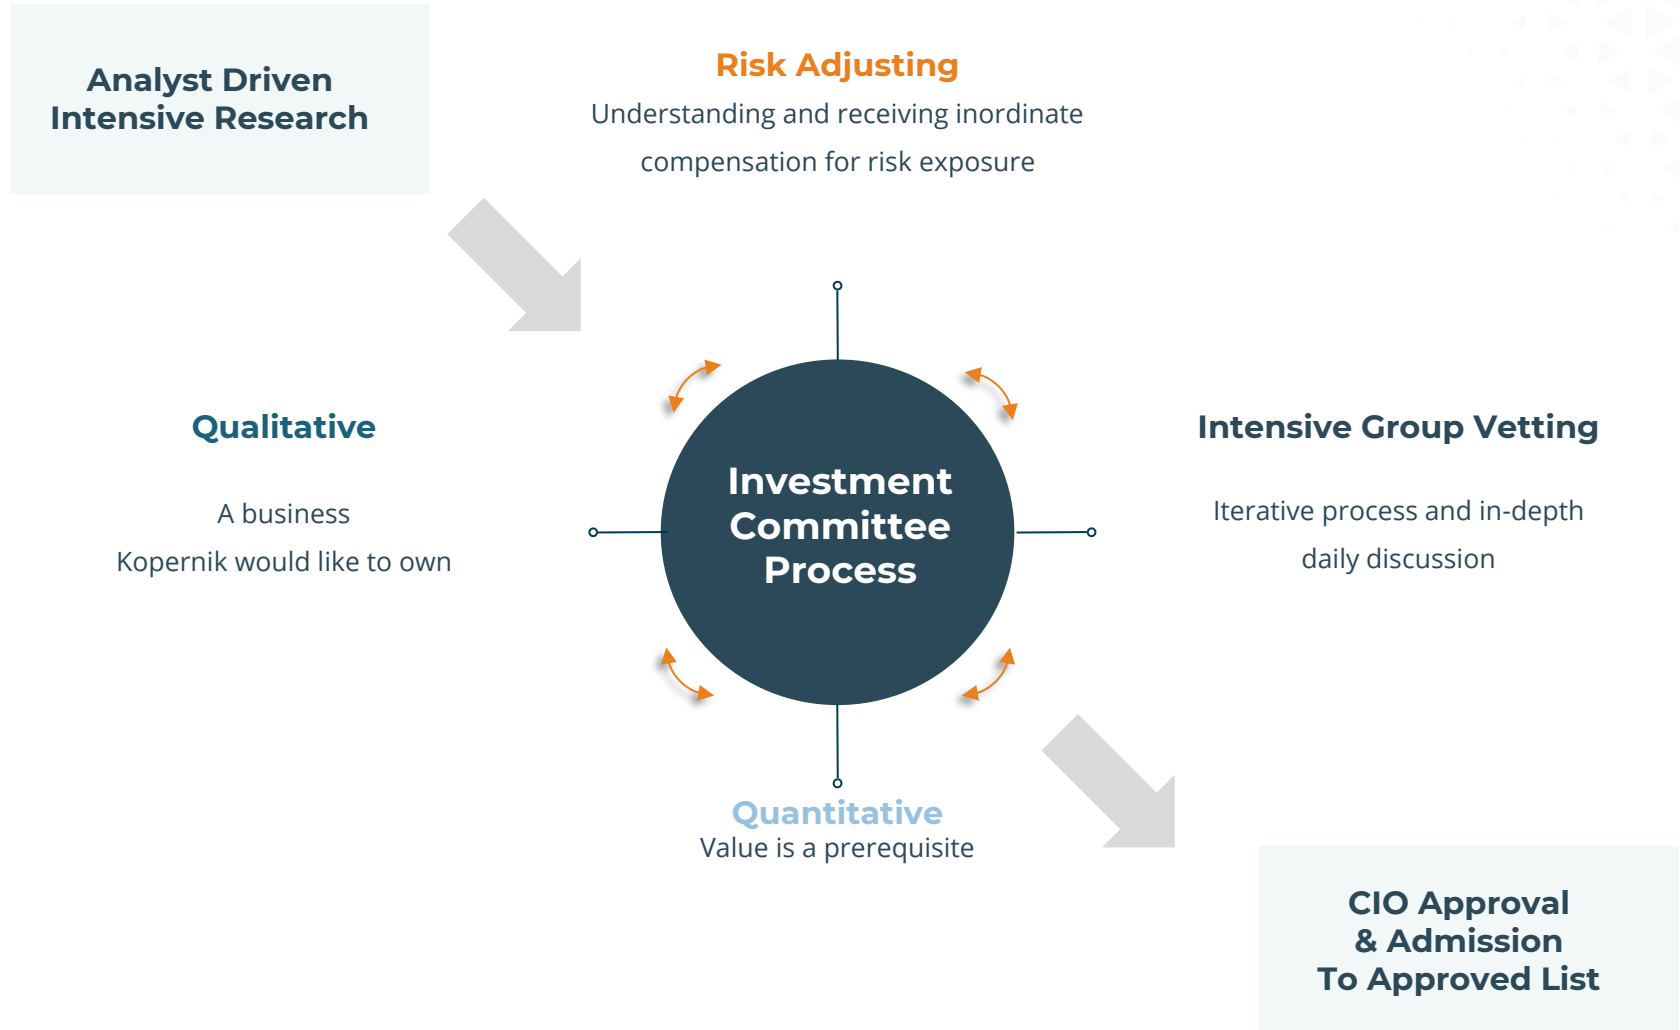 Analyst Driven
Intensive Research
Risk Adjusting
Understanding and receiving inordinate
compensation for risk exposure
Qualitative
A business
Kopernik would like to own
Investment
Committee
Process
Intensive Group Vetting
Iterative process and in-depth
daily discussion
Quantitative
Value is a prerequisite
CIO Approval
& Admission
To Approved List